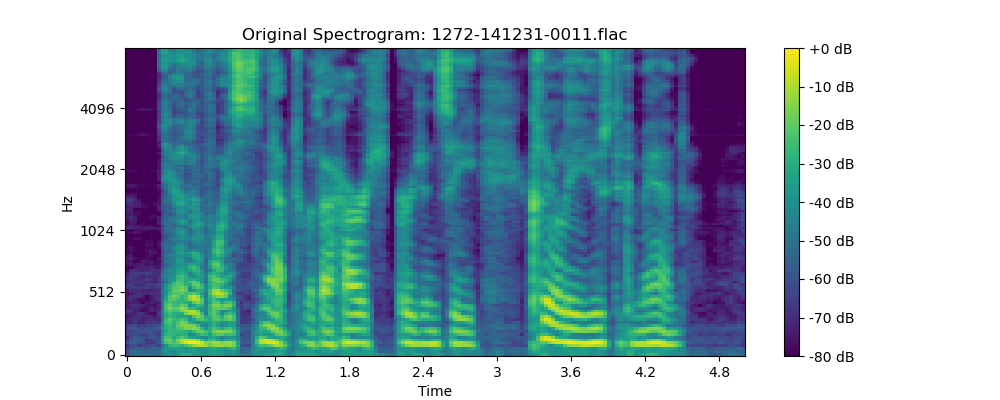 Original Spectrogram: 1272-141231-0011.flac
Hz
4096
2048
1024
512
0
0 0.6 1.2 1.8 2.4 3 3.6 4.2 4.8
Time
+0 dB
-10 dB
-20 dB
-30 dB
-40 dB
-50 dB
-60 dB
-70 dB
-80 dB